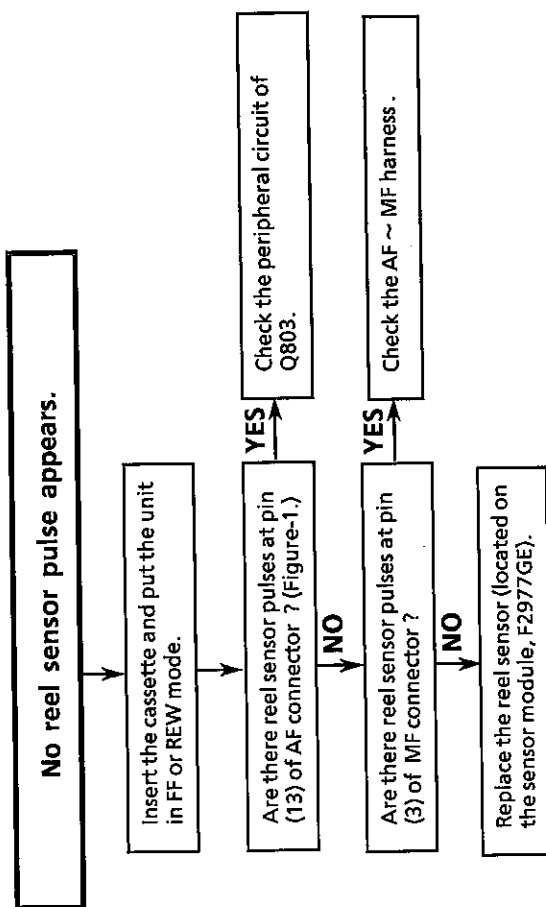 No reel sensor pulse appears.
Insert the cassette and put the unit
in FF or REW mode.
Are there reel sensor pulses at pin
(13) of AF connector ? (Figure-1.)
YES
Check the peripheral circuit of
Q803.
NO
Are there reel sensor pulses at pin
(3) of MF connector ?
YES
Check the AF ~ MF harness .
NO
Replace the reel sensor (located on
the sensor module, F2977GE).